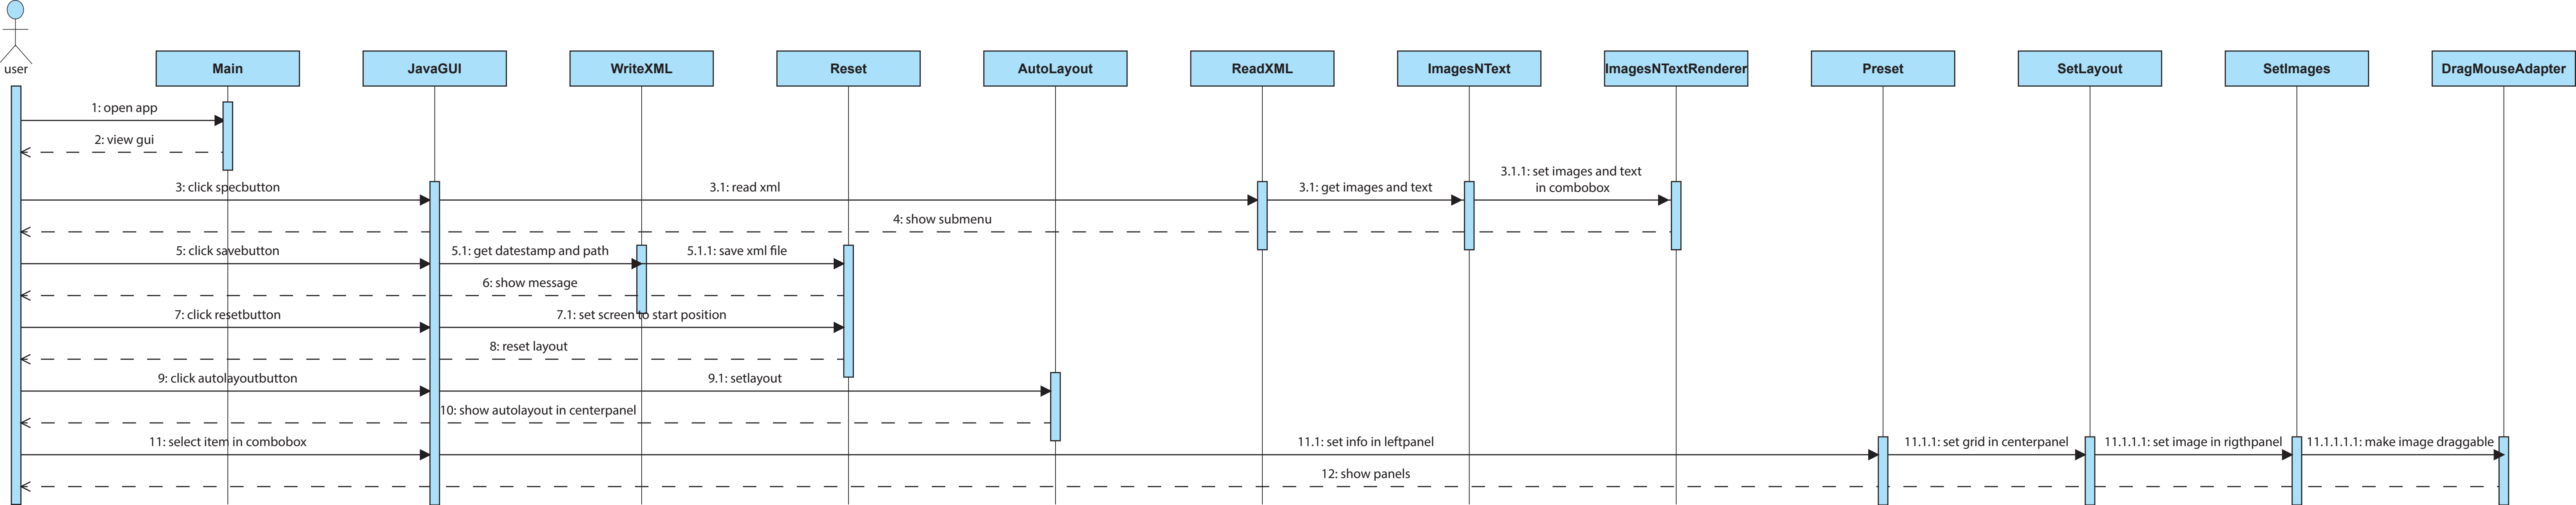 user
Main
JavaGUI
WriteXML
Reset
AutoLayout
ReadXML
ImagesNText
ImagesNTextRenderer
Preset
SetLayout
SetImages
DragMouseAdapter
1: open app
2: view gui
3: click specbutton
3.1: read xml
3.1: get images and text
3.1.1: set images and text
in combobox
4: show submenu
5: click savebutton
5.1: get datestamp and path
5.1.1: save xml file
6: show message
7: click resetbutton
7.1: set screen to start position
8: reset layout
9: click autolayoutbutton
9.1: setlayout
10: show autolayout in centerpanel
11: select item in combobox
11.1: set info in leftpanel
11.1.1: set grid in centerpanel
11.1.1.1: set image in rigthpanel
11.1.1.1.1: make image draggable
12: show panels